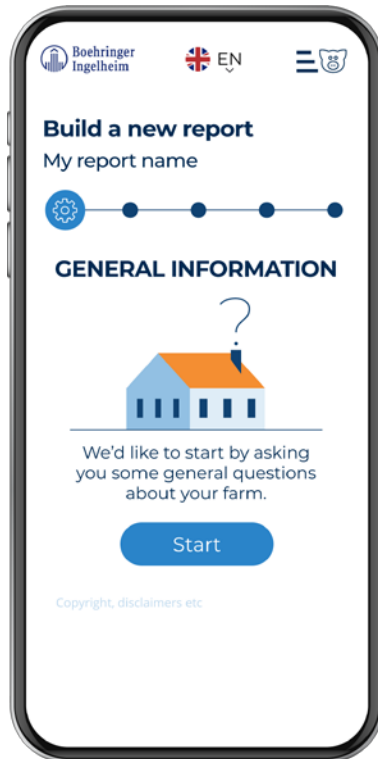 Boehringer
Ingelheim
EN
Build a new report
My report name
GENERAL INFORMATION
?
We'd like to start by asking
you some general questions
about your farm.
Start
Copyright, disclaimers etc